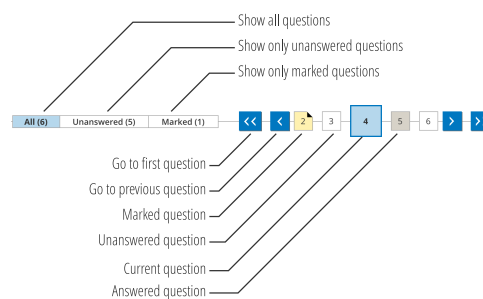 Show all questions
Show only unanswered questions
Show only marked questions
All (6) Unanswered (5) Marked (1) << < 2 3 4 5 6 > >
Go to first question
Go to previous question
Marked question
Unanswered question
Current question
Answered question